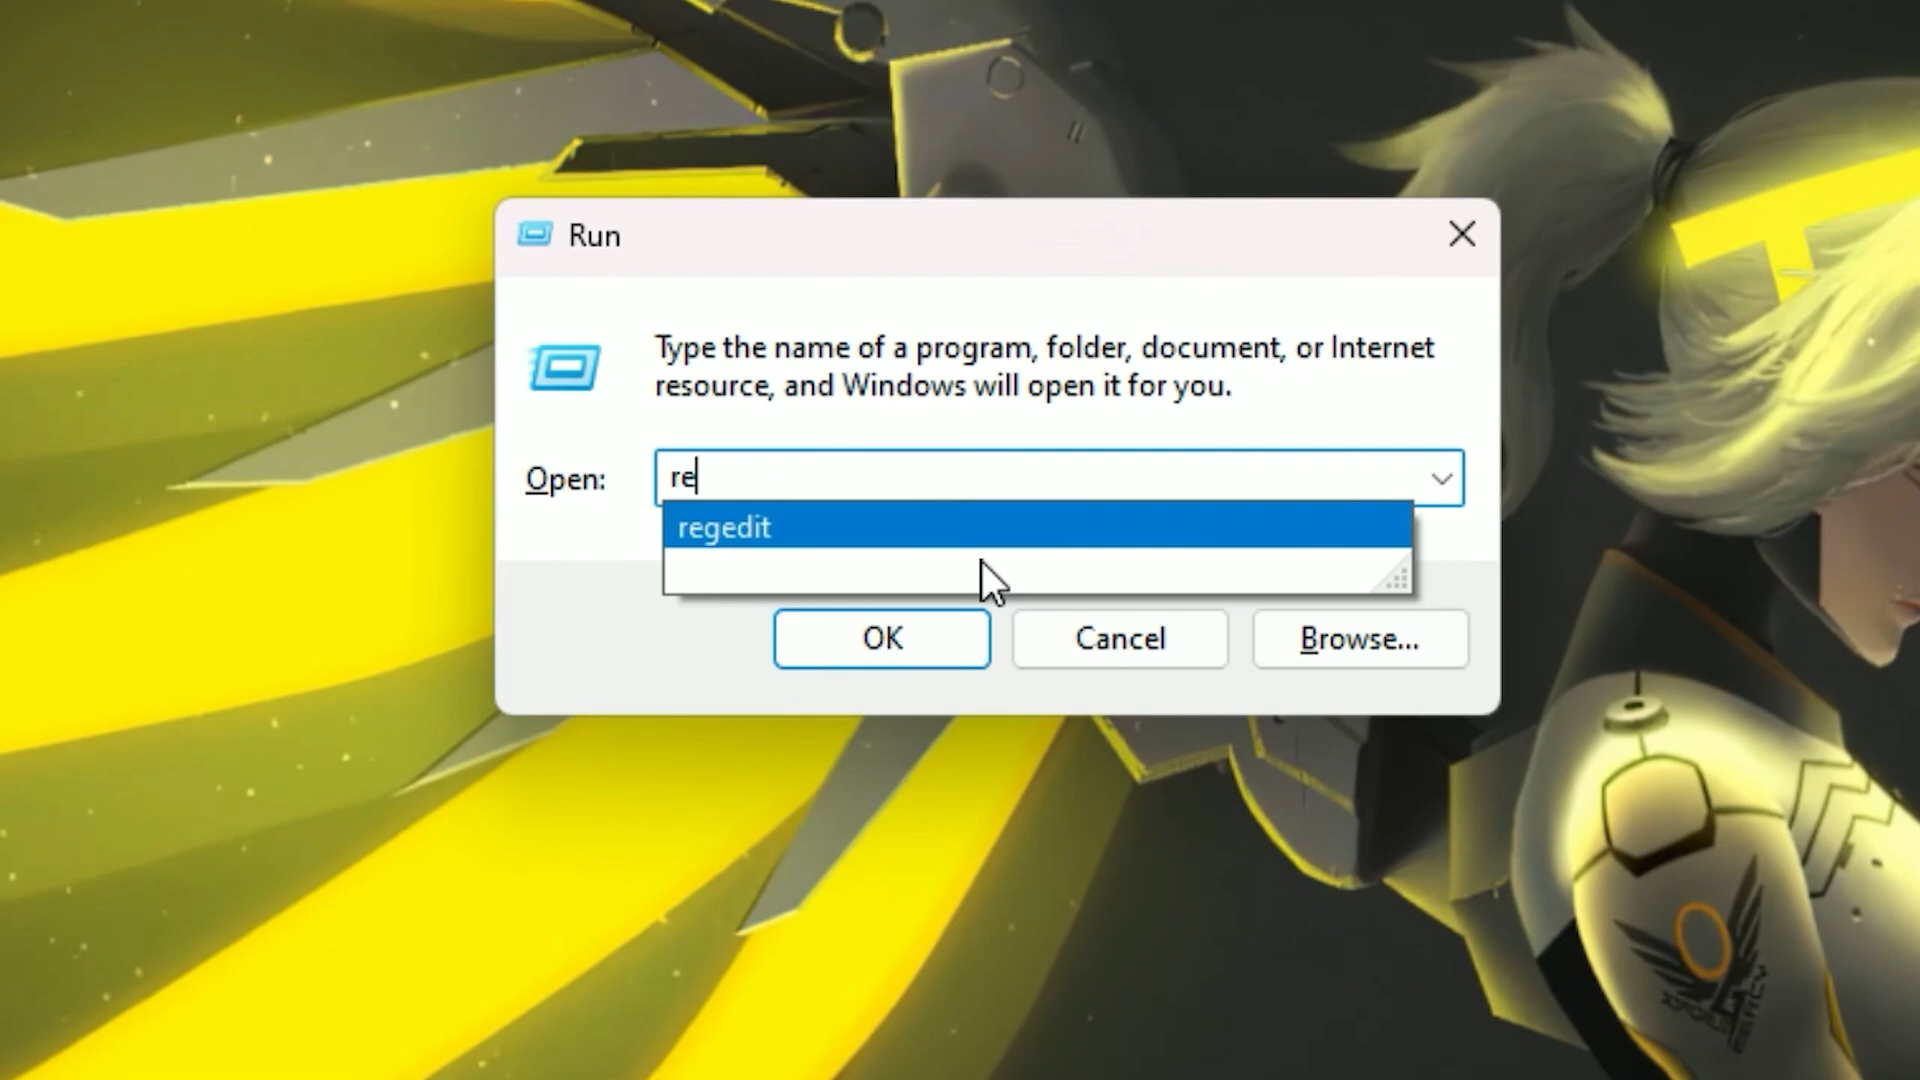 Run
Type the name of a program, folder, document, or Internet
resource, and Windows will open it for you.
Open:
re
regedit
OK
Cancel
Browse...
MERCY